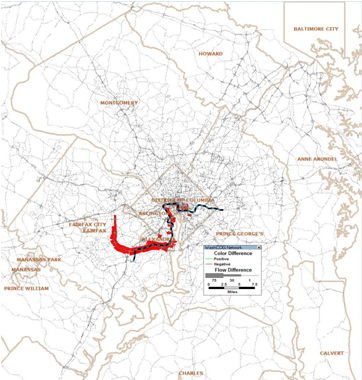 BALTIMORE CITY
HOWARD
MONTGOMERY
ANNE ARUNDEL
DISTRICT OF COLUMBIA
ARLINGTON
FAIRFAX CITY
FAIRFAX
PRINCE GEORGE'S
MANASSAS PARK
MANASSAS
PRINCE WILLIAM
Color Difference
Positive
Negative
Flow Difference
Miles
CALVERT
CHARLES